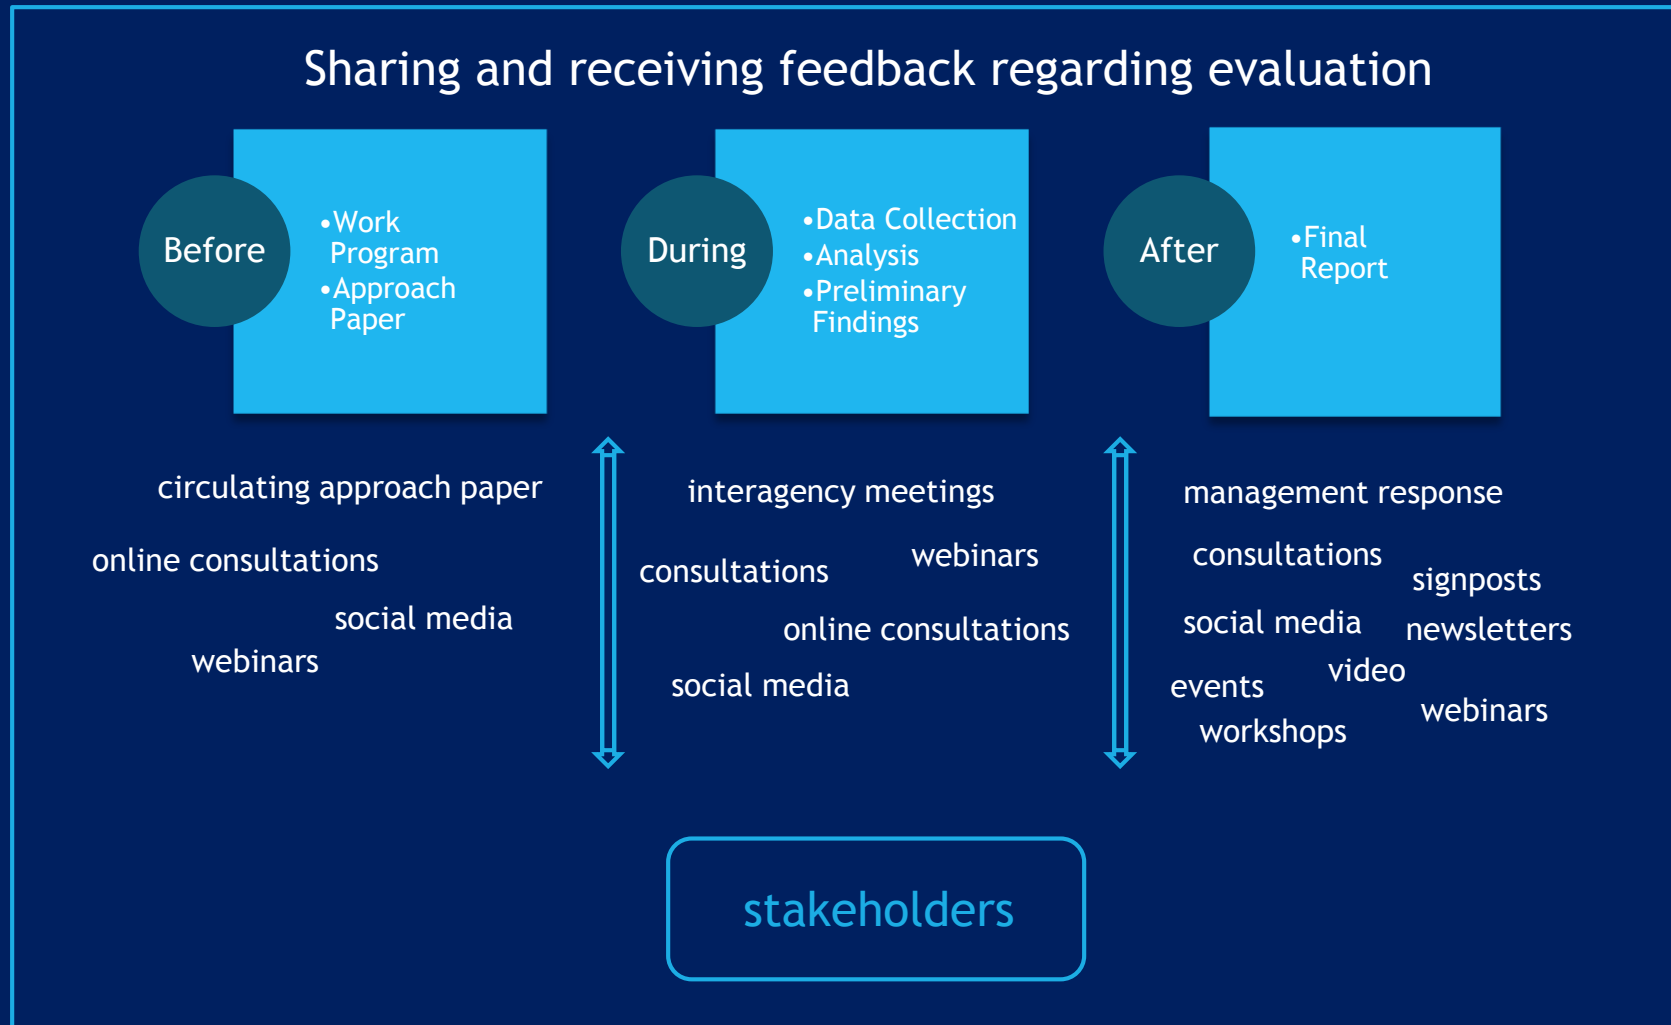 Sharing and receiving feedback regarding evaluation
Before
•Work
Program
•Approach
Paper
During
•Data Collection
•Analysis
•Preliminary
Findings
After
•Final
Report
circulating approach paper
online consultations
social media
webinars
interagency meetings
webinars
consultations
online consultations
social media
management response
consultations
signposts
social media
newsletters
video
events
webinars
workshops
stakeholders